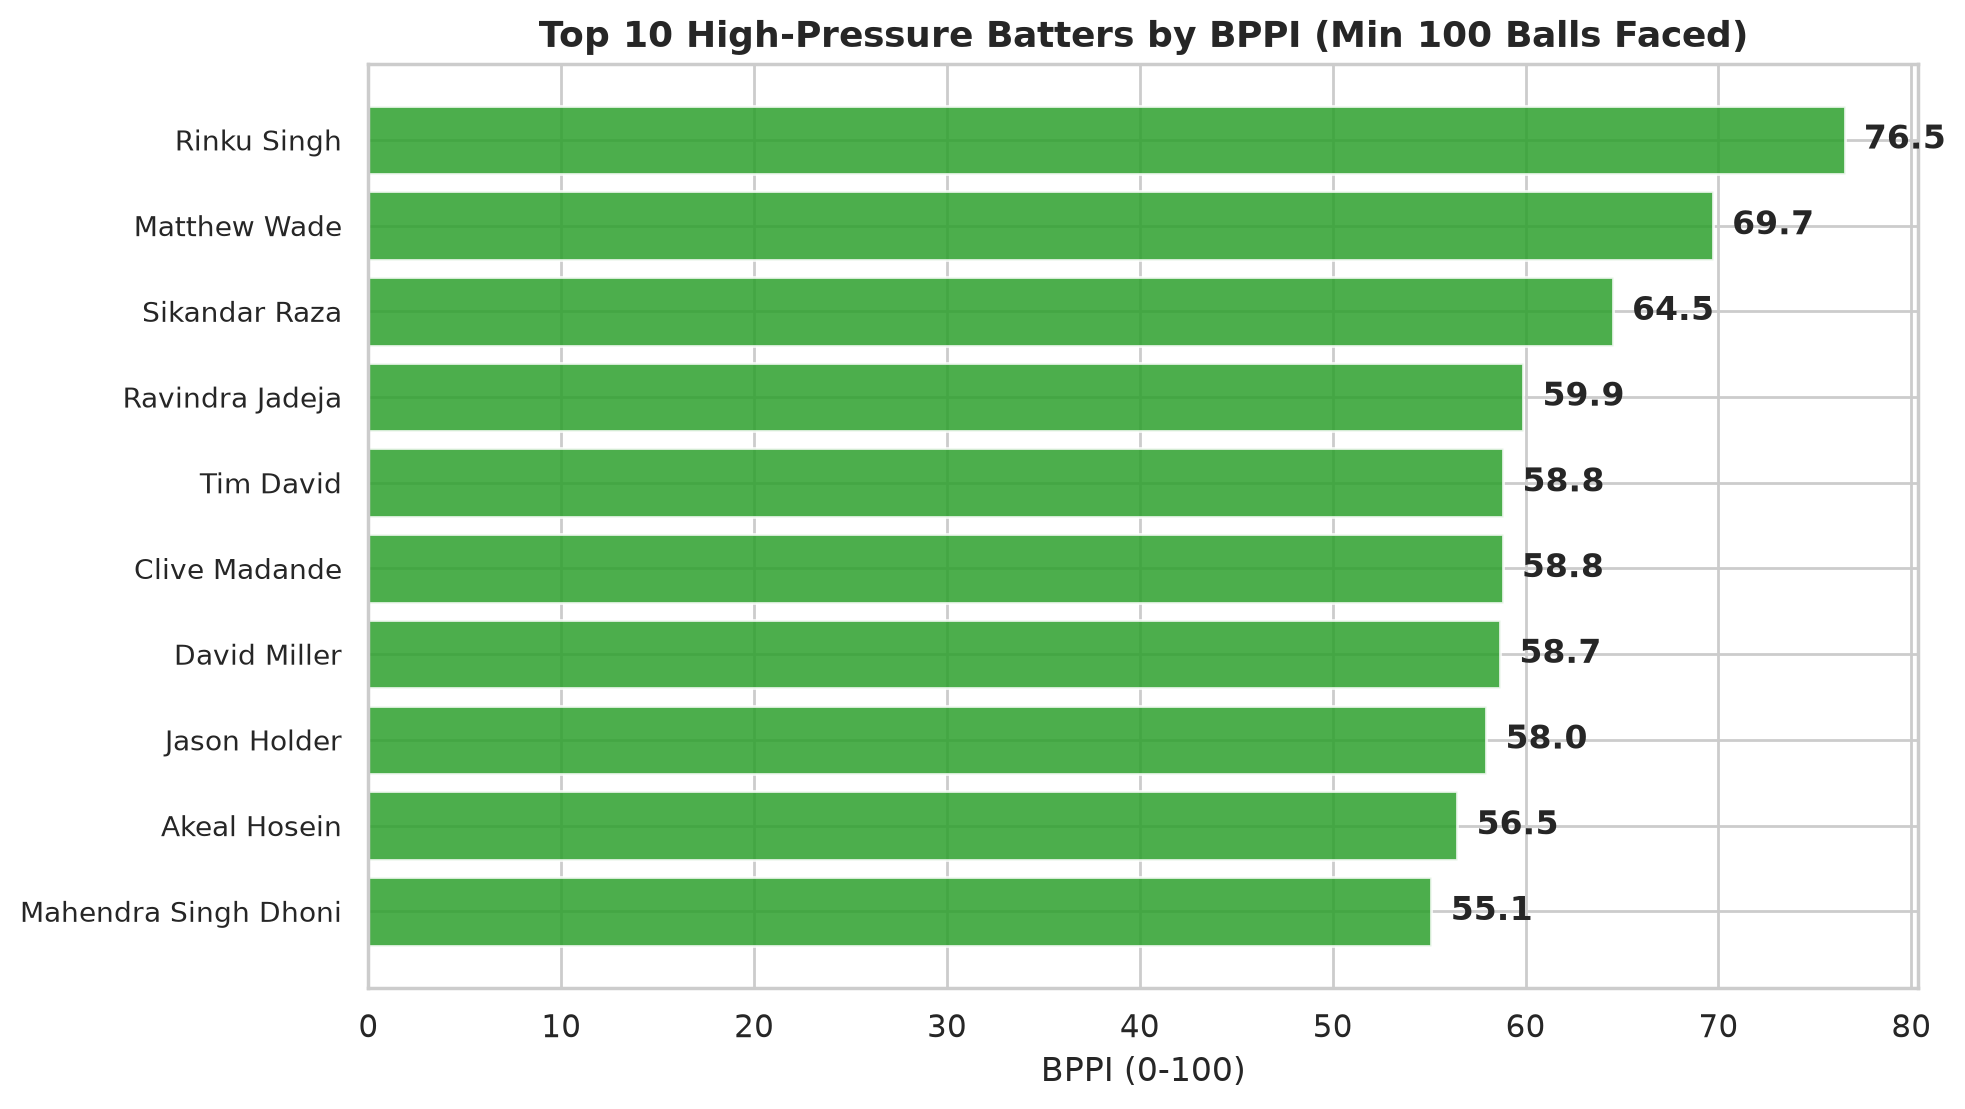 Top 10 High-Pressure Batters by BPPI (Min 100 Balls Faced)
Rinku Singh 76.5
Matthew Wade 69.7
Sikandar Raza 64.5
Ravindra Jadeja 59.9
Tim David 58.8
Clive Madande 58.8
David Miller 58.7
Jason Holder 58.0
Akeal Hosein 56.5
Mahendra Singh Dhoni 55.1
0 10 20 30 40 50 60 70 80
BPPI (0-100)